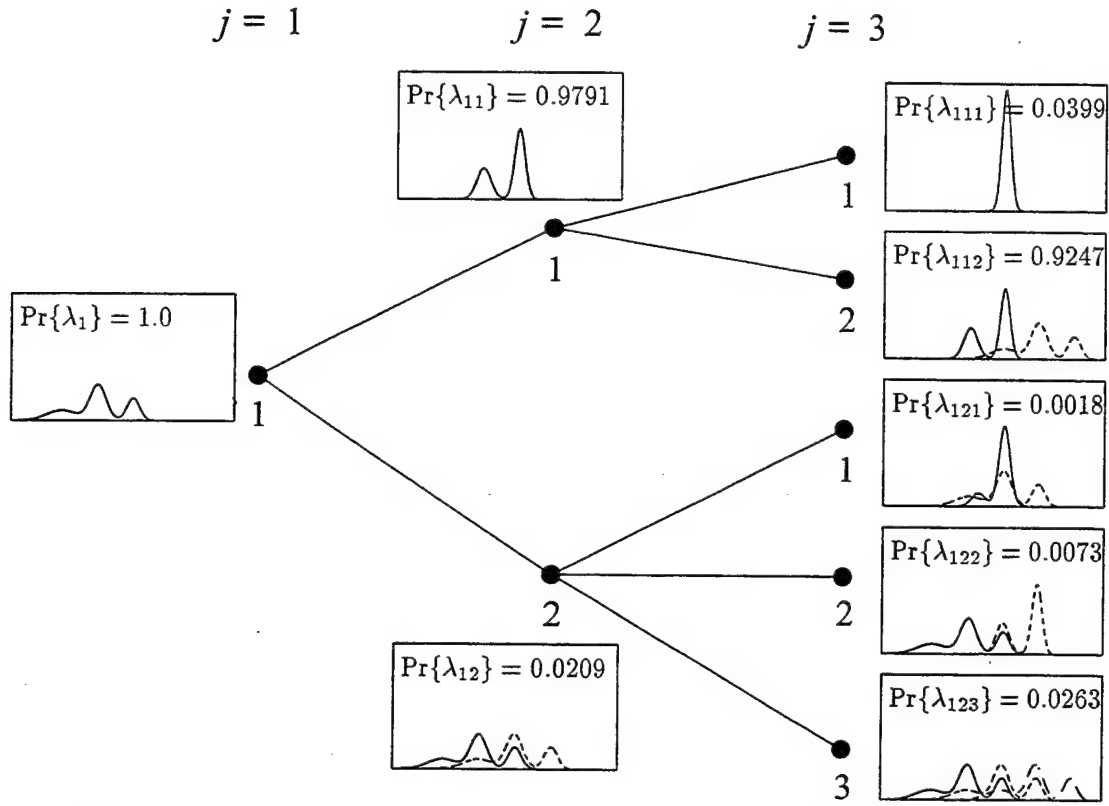 j = 1
j = 2
j = 3
Pr{λ₁₁} = 0.9791
Pr{λ₁₁₁} = 0.0399
1
1
Pr{λ₁₁₂} = 0.9247
2
Pr{λ₁} = 1.0
1
Pr{λ₁₂₁} = 0.0018
1
Pr{λ₁₂₂} = 0.0073
2
2
Pr{λ₁₂} = 0.0209
Pr{λ₁₂₃} = 0.0263
3